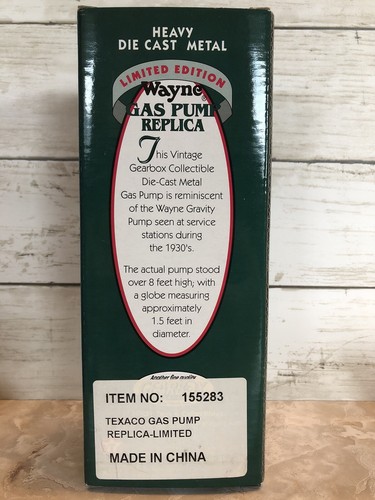 HEAVY
DIE CAST METAL
LIMITED EDITION
Wayne®
GAS PUMP
REPLICA
This Vintage
Gearbox Collectible
Die-Cast Metal
Gas Pump is reminiscent
of the Wayne Gravity
Pump seen at service
stations during
the 1930's.
The actual pump stood
over 8 feet high; with
a globe measuring
approximately
1.5 feet in
diameter.
Another fine quality
ITEM NO: 155283
TEXACO GAS PUMP
REPLICA-LIMITED
MADE IN CHINA